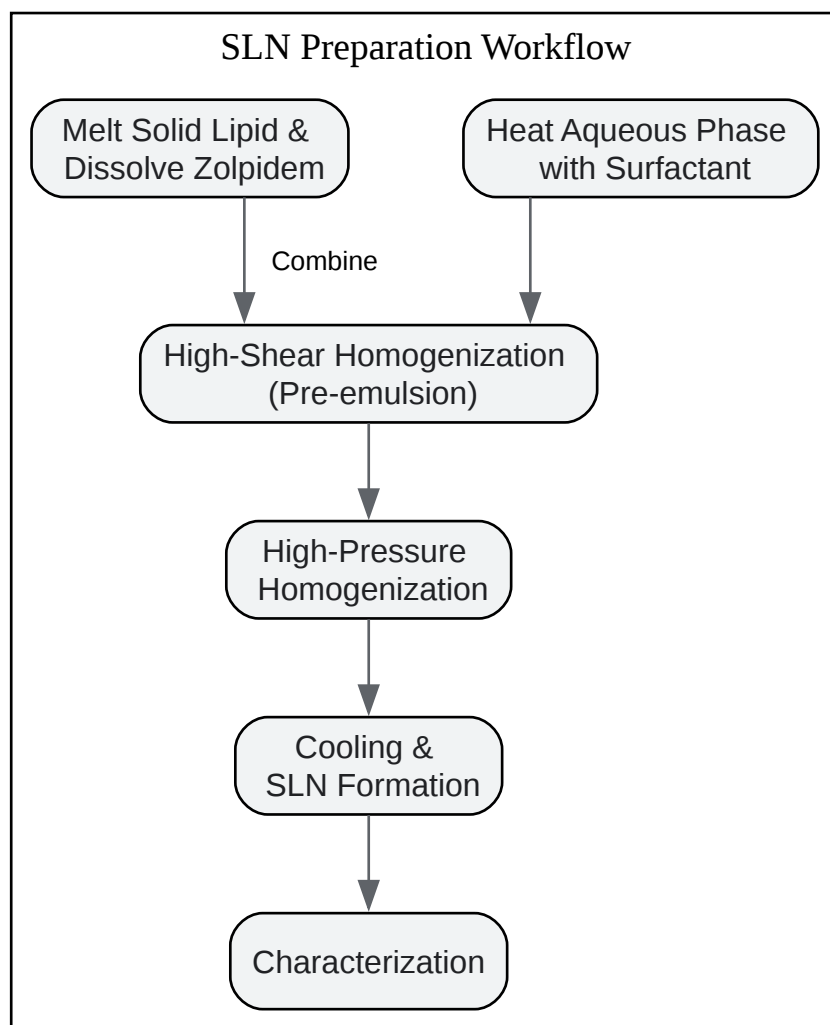 SLN Preparation Workflow
Melt Solid Lipid &
Dissolve Zolpidem
Heat Aqueous Phase
with Surfactant
Combine
High-Shear Homogenization
(Pre-emulsion)
High-Pressure
Homogenization
Cooling &
SLN Formation
Characterization